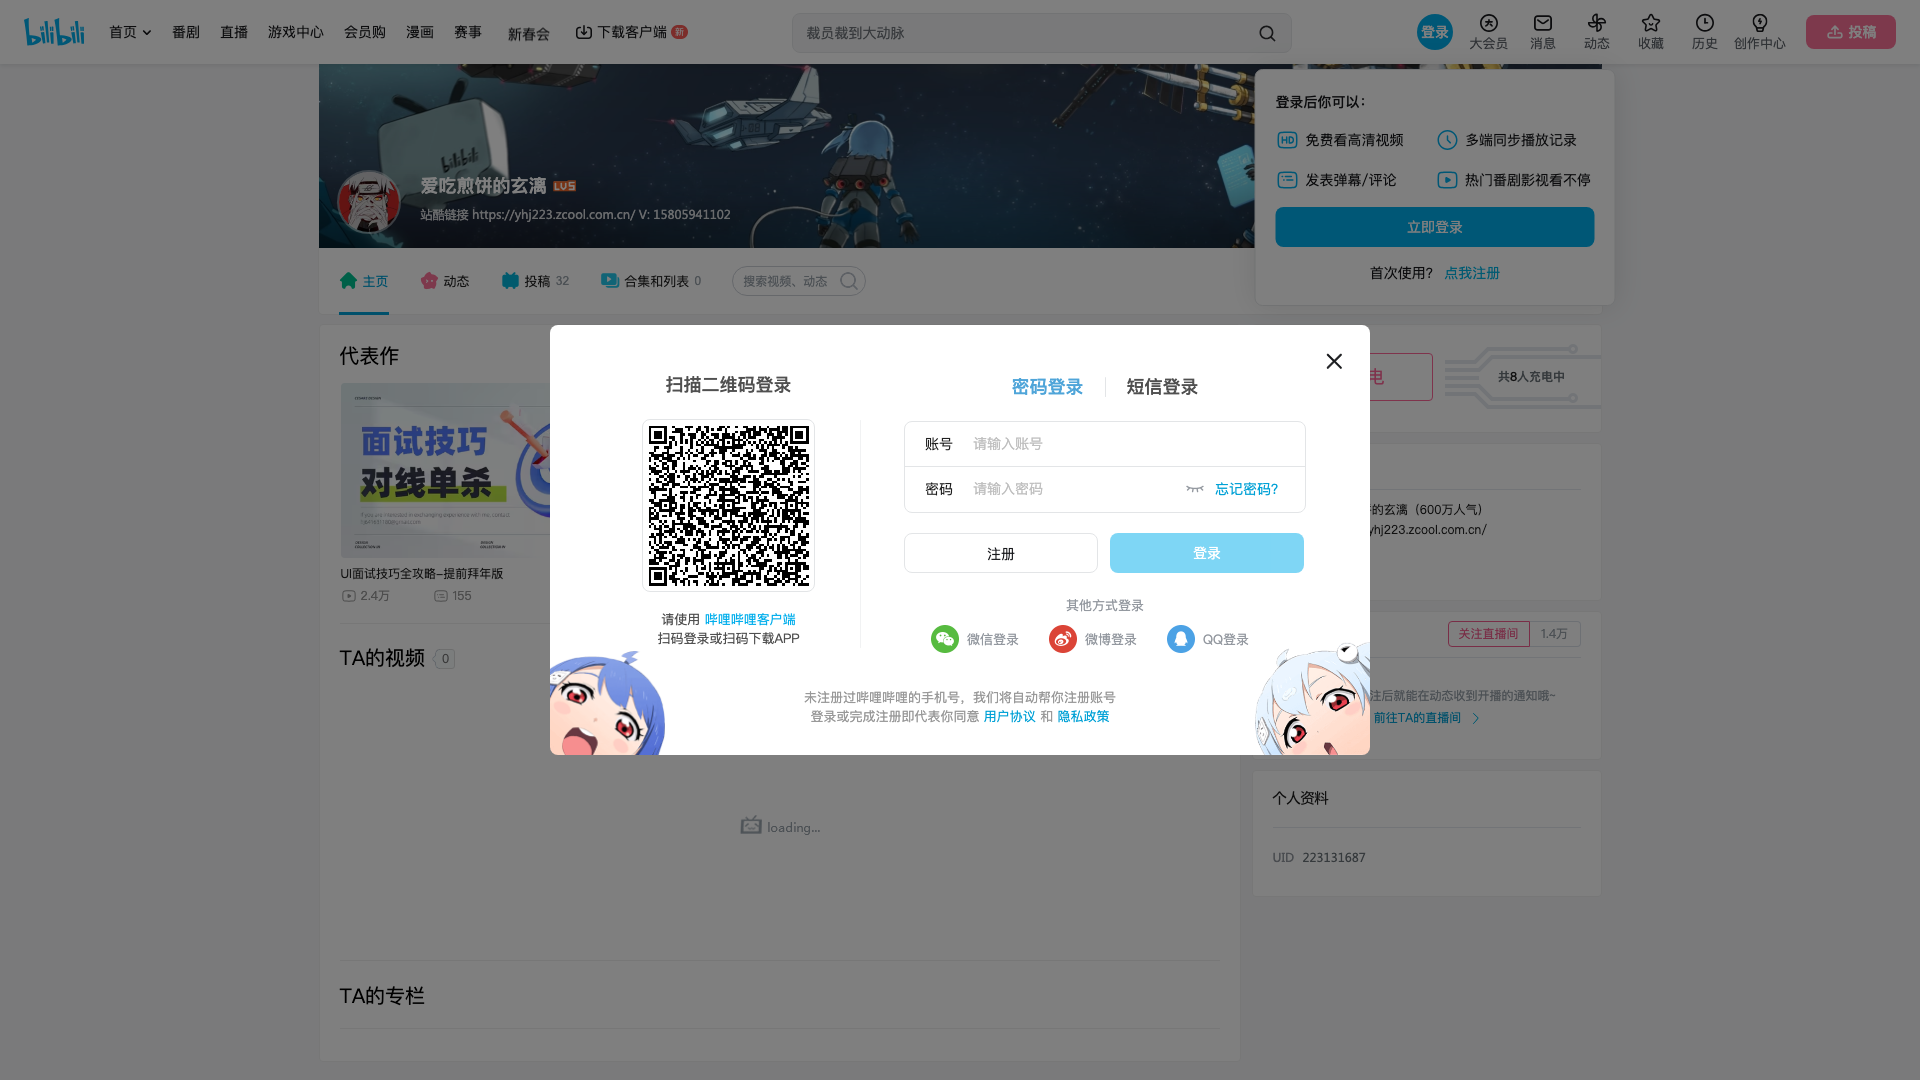 bilibili
首页
番剧
直播
游戏中心
会员购
漫画
赛事
新春会
下载客户端
新
裁员裁到大动脉
登录
大会员
消息
动态
收藏
历史
创作中心
投稿
登录后你可以：
HD 免费看高清视频
多端同步播放记录
发表弹幕/评论
热门番剧影视看不停
立即登录
首次使用？ 点我注册
bilibili
爱吃煎饼的玄漓 LV5
站酷链接 https://yhj223.zcool.com.cn/ V: 15805941102
主页
动态
投稿 32
合集和列表 0
搜索视频、动态
代表作
面试技巧
对线单杀
UI面试技巧全攻略-提前拜年版
2.4万
155
TA的视频 0
loading...
TA的专栏
扫描二维码登录
请使用 哔哩哔哩客户端
扫码登录或扫码下载APP
密码登录
短信登录
账号 请输入账号
密码 请输入密码 忘记密码？
注册
登录
其他方式登录
微信登录
微博登录
QQ登录
未注册过哔哩哔哩的手机号，我们将自动帮你注册账号
登录或完成注册即代表你同意 用户协议 和 隐私政策
电
共8人充电中
的玄漓（600万人气）
yhj223.zcool.com.cn/
关注直播间 1.4万
注后就能在动态收到开播的通知哦~
前往TA的直播间
个人资料
UID 223131687